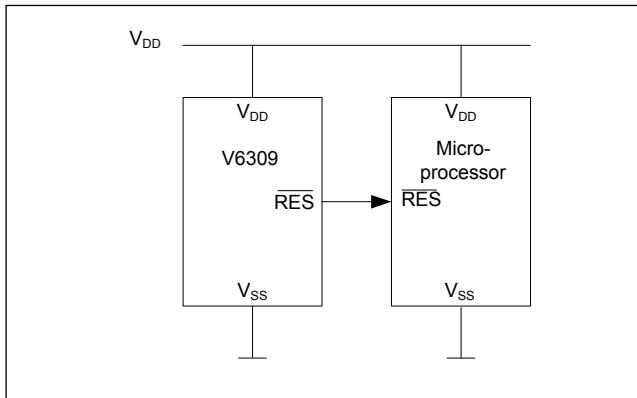 VDD
VDD
V6309
RES
VSS
VDD
Micro-
processor
RES
VSS